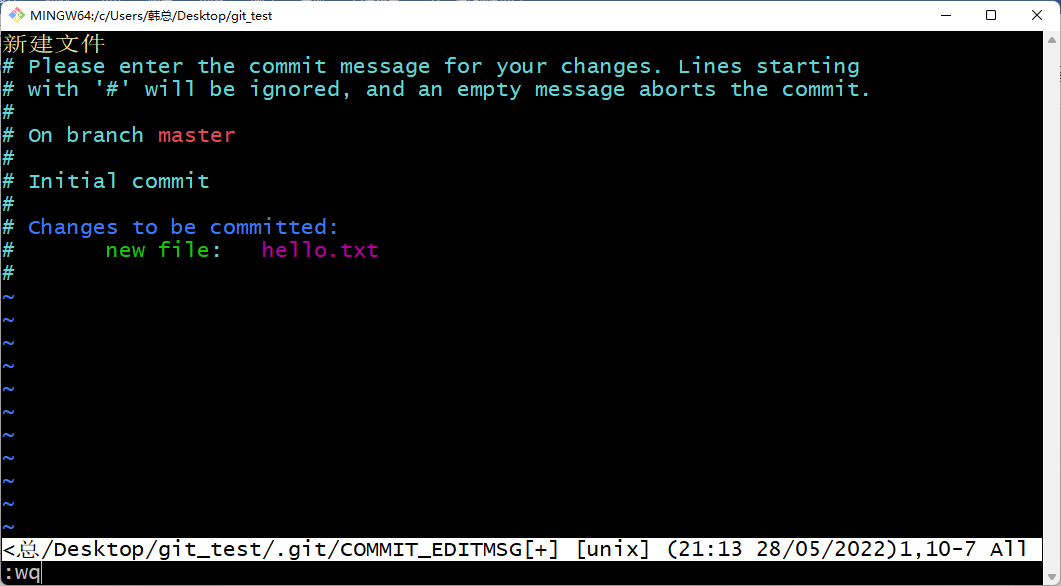 MINGW64:/c/Users/韩总/Desktop/git_test
新建文件
# Please enter the commit message for your changes. Lines starting
# with '#' will be ignored, and an empty message aborts the commit.
#
# On branch master
#
# Initial commit
#
# Changes to be committed:
#       new file:   hello.txt
#
~
~
~
~
~
~
~
~
~
~
~
<总/Desktop/git_test/.git/COMMIT_EDITMSG[+] [unix] (21:13 28/05/2022)1,10-7 All
:wq